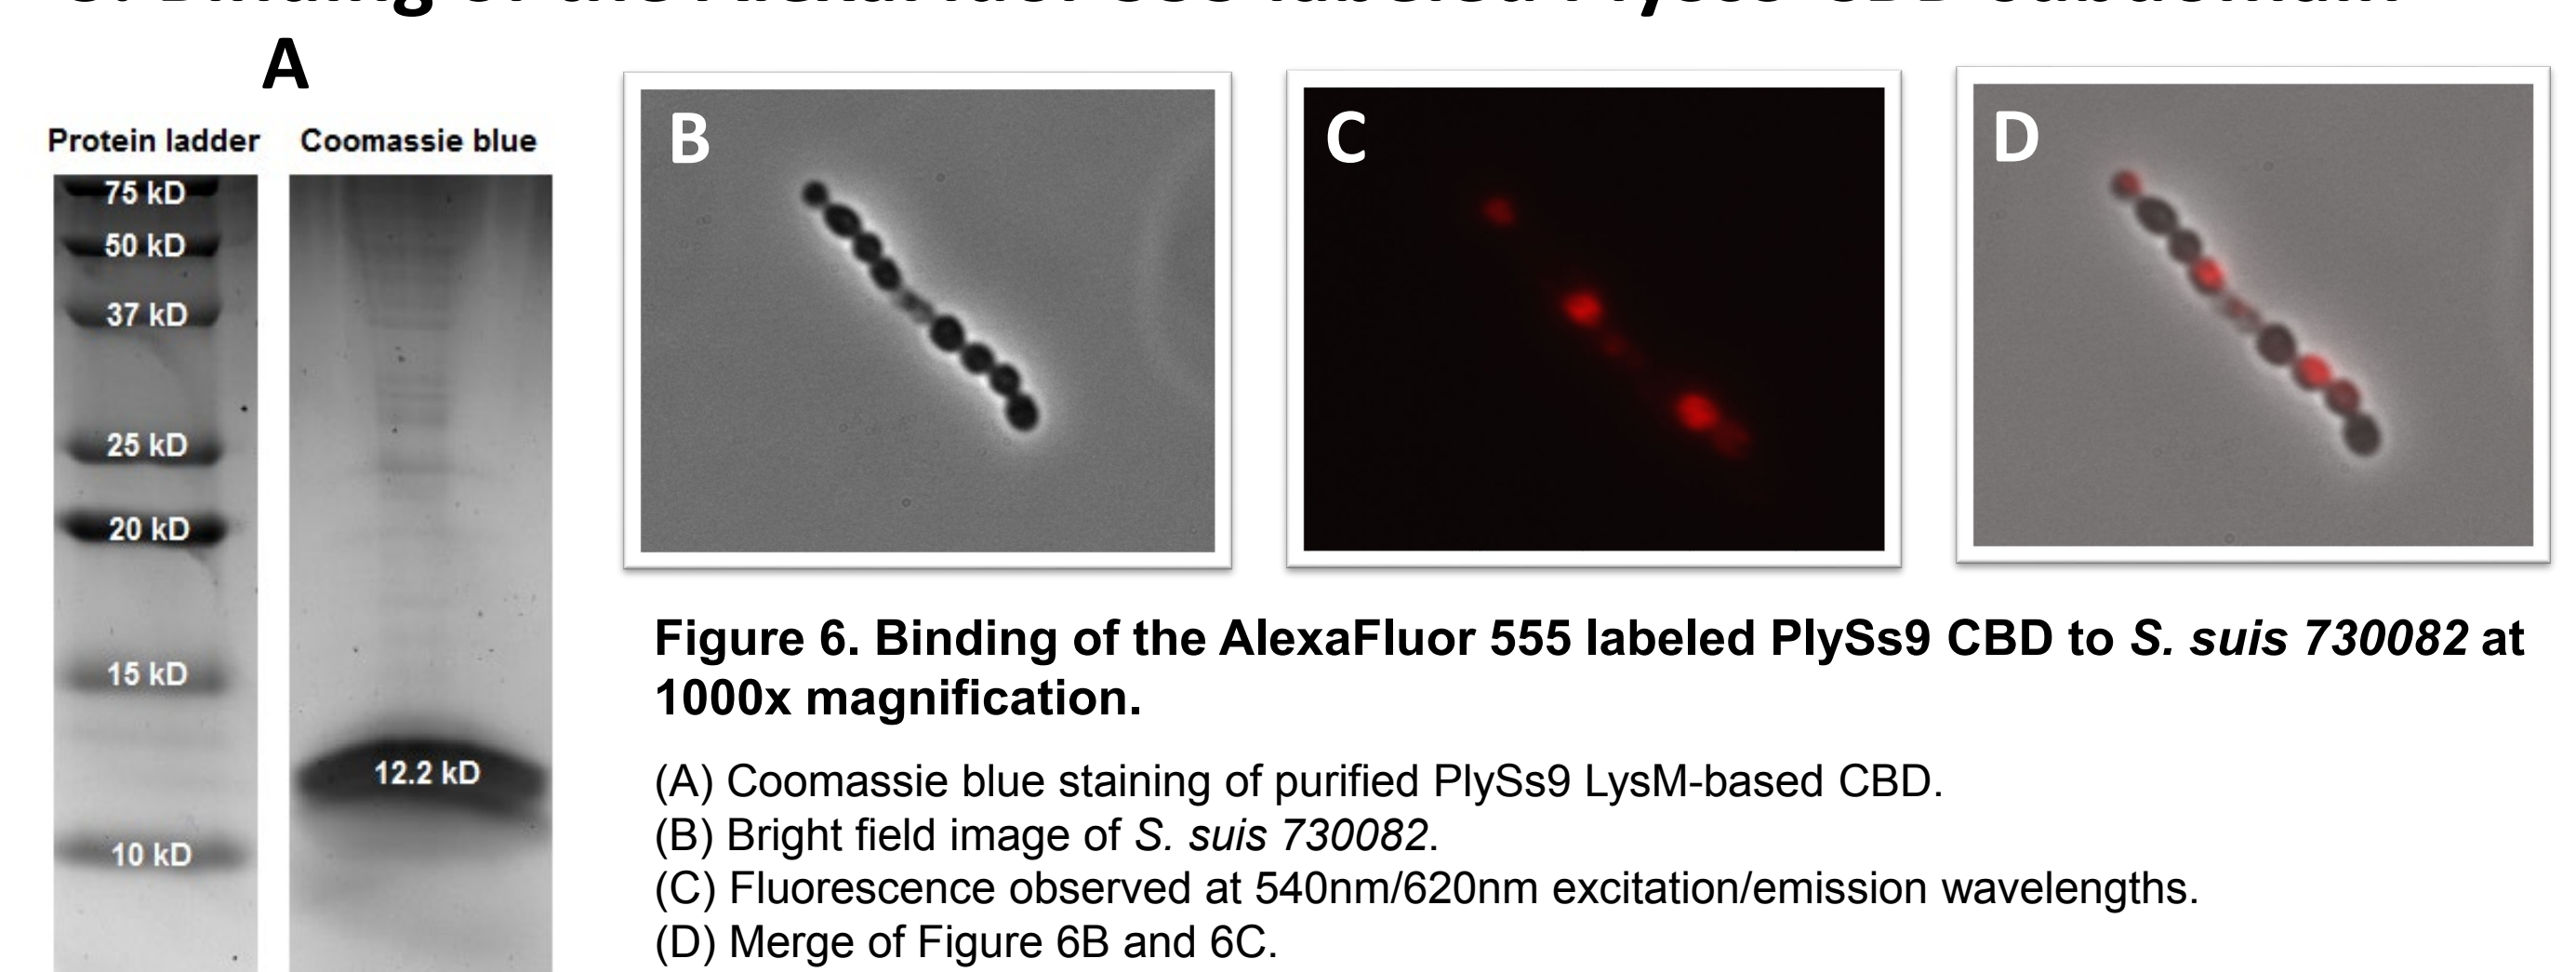 A
Protein ladder
Coomassie blue
75 kD
50 kD
37 kD
25 kD
20 kD
15 kD
10 kD
12.2 kD
B
C
D
Figure 6. Binding of the AlexaFluor 555 labeled PlySs9 CBD to S. suis 730082 at
1000x magnification.
(A) Coomassie blue staining of purified PlySs9 LysM-based CBD.
(B) Bright field image of S. suis 730082.
(C) Fluorescence observed at 540nm/620nm excitation/emission wavelengths.
(D) Merge of Figure 6B and 6C.